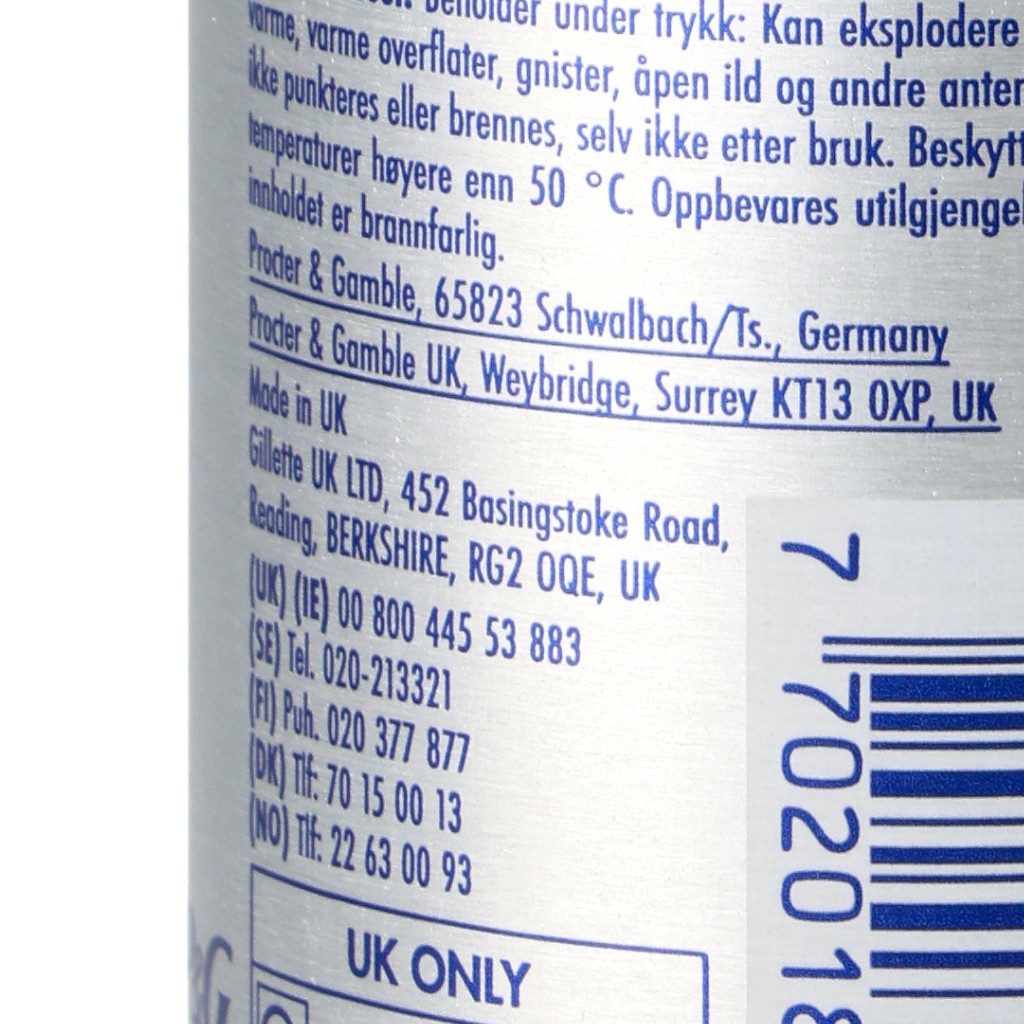 Beholder under trykk: Kan eksplodere
varme, varme overflater, gnister, åpen ild og andre anten
ikke punkteres eller brennes, selv ikke etter bruk. Beskytt
temperaturer høyere enn 50 °C. Oppbevares utilgjengel
innholdet er brannfarlig.
Procter & Gamble, 65823 Schwalbach/Ts., Germany
Procter & Gamble UK, Weybridge, Surrey KT13 0XP, UK
Made in UK
Gillette UK LTD, 452 Basingstoke Road,
Reading, BERKSHIRE, RG2 0QE, UK
(UK) (IE) 00 800 445 53 883
(SE) Tel. 020-213321
(FI) Puh. 020 377 877
(DK) Tlf: 70 15 00 13
(NO) Tlf: 22 63 00 93
UK ONLY
7 702018